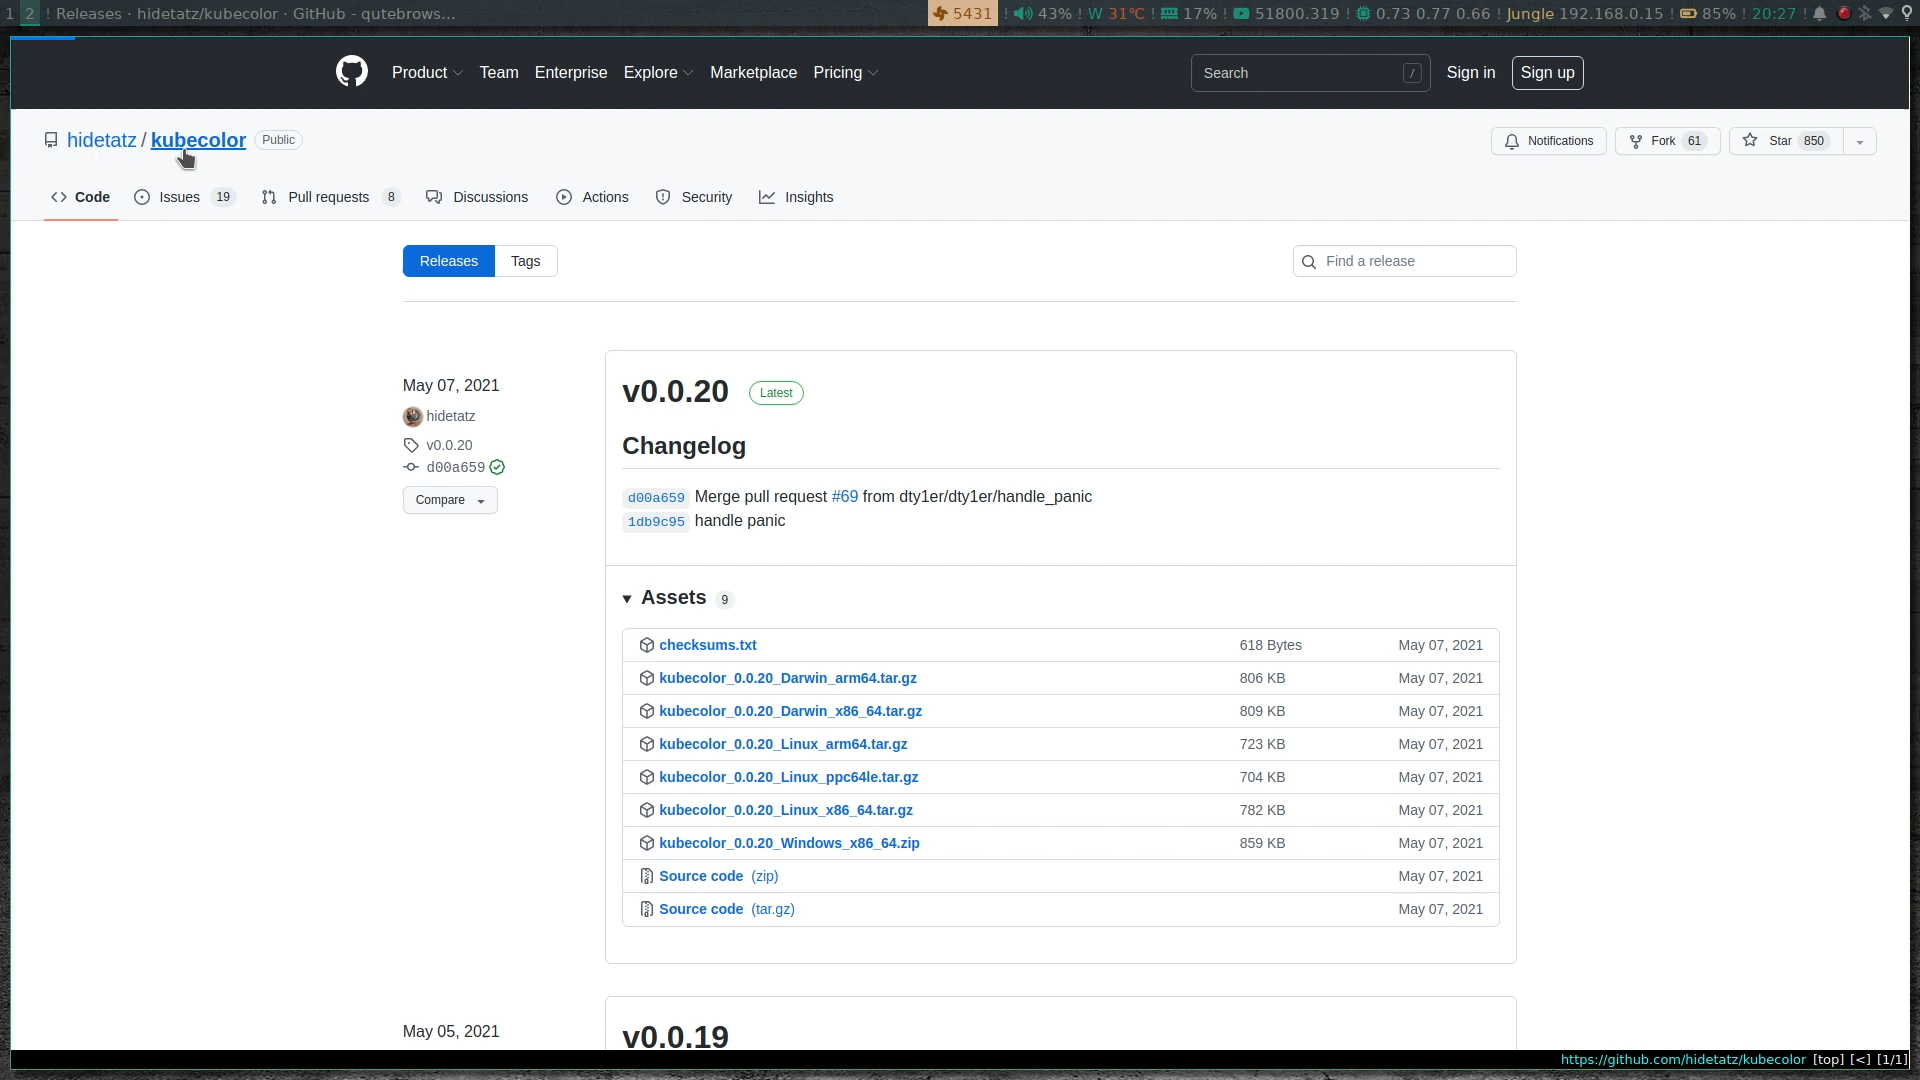 1 2 ! Releases · hidetatz/kubecolor · GitHub - qutebrows... 5431 ! 43% ! W 31°C ! 17% ! 51800.319 ! 0.73 0.77 0.66 ! Jungle 192.168.0.15 ! 85% ! 20:27 !
Product Team Enterprise Explore Marketplace Pricing Search / Sign in Sign up
hidetatz / kubecolor Public Notifications Fork 61 Star 850
Code Issues 19 Pull requests 8 Discussions Actions Security Insights
Releases Tags Find a release
May 07, 2021
hidetatz
v0.0.20
d00a659
Compare
v0.0.20 Latest
Changelog
d00a659 Merge pull request #69 from dty1er/dty1er/handle_panic
1db9c95 handle panic
Assets 9
checksums.txt 618 Bytes May 07, 2021
kubecolor_0.0.20_Darwin_arm64.tar.gz 806 KB May 07, 2021
kubecolor_0.0.20_Darwin_x86_64.tar.gz 809 KB May 07, 2021
kubecolor_0.0.20_Linux_arm64.tar.gz 723 KB May 07, 2021
kubecolor_0.0.20_Linux_ppc64le.tar.gz 704 KB May 07, 2021
kubecolor_0.0.20_Linux_x86_64.tar.gz 782 KB May 07, 2021
kubecolor_0.0.20_Windows_x86_64.zip 859 KB May 07, 2021
Source code (zip) May 07, 2021
Source code (tar.gz) May 07, 2021
May 05, 2021
v0.0.19
https://github.com/hidetatz/kubecolor [top] [<] [1/1]